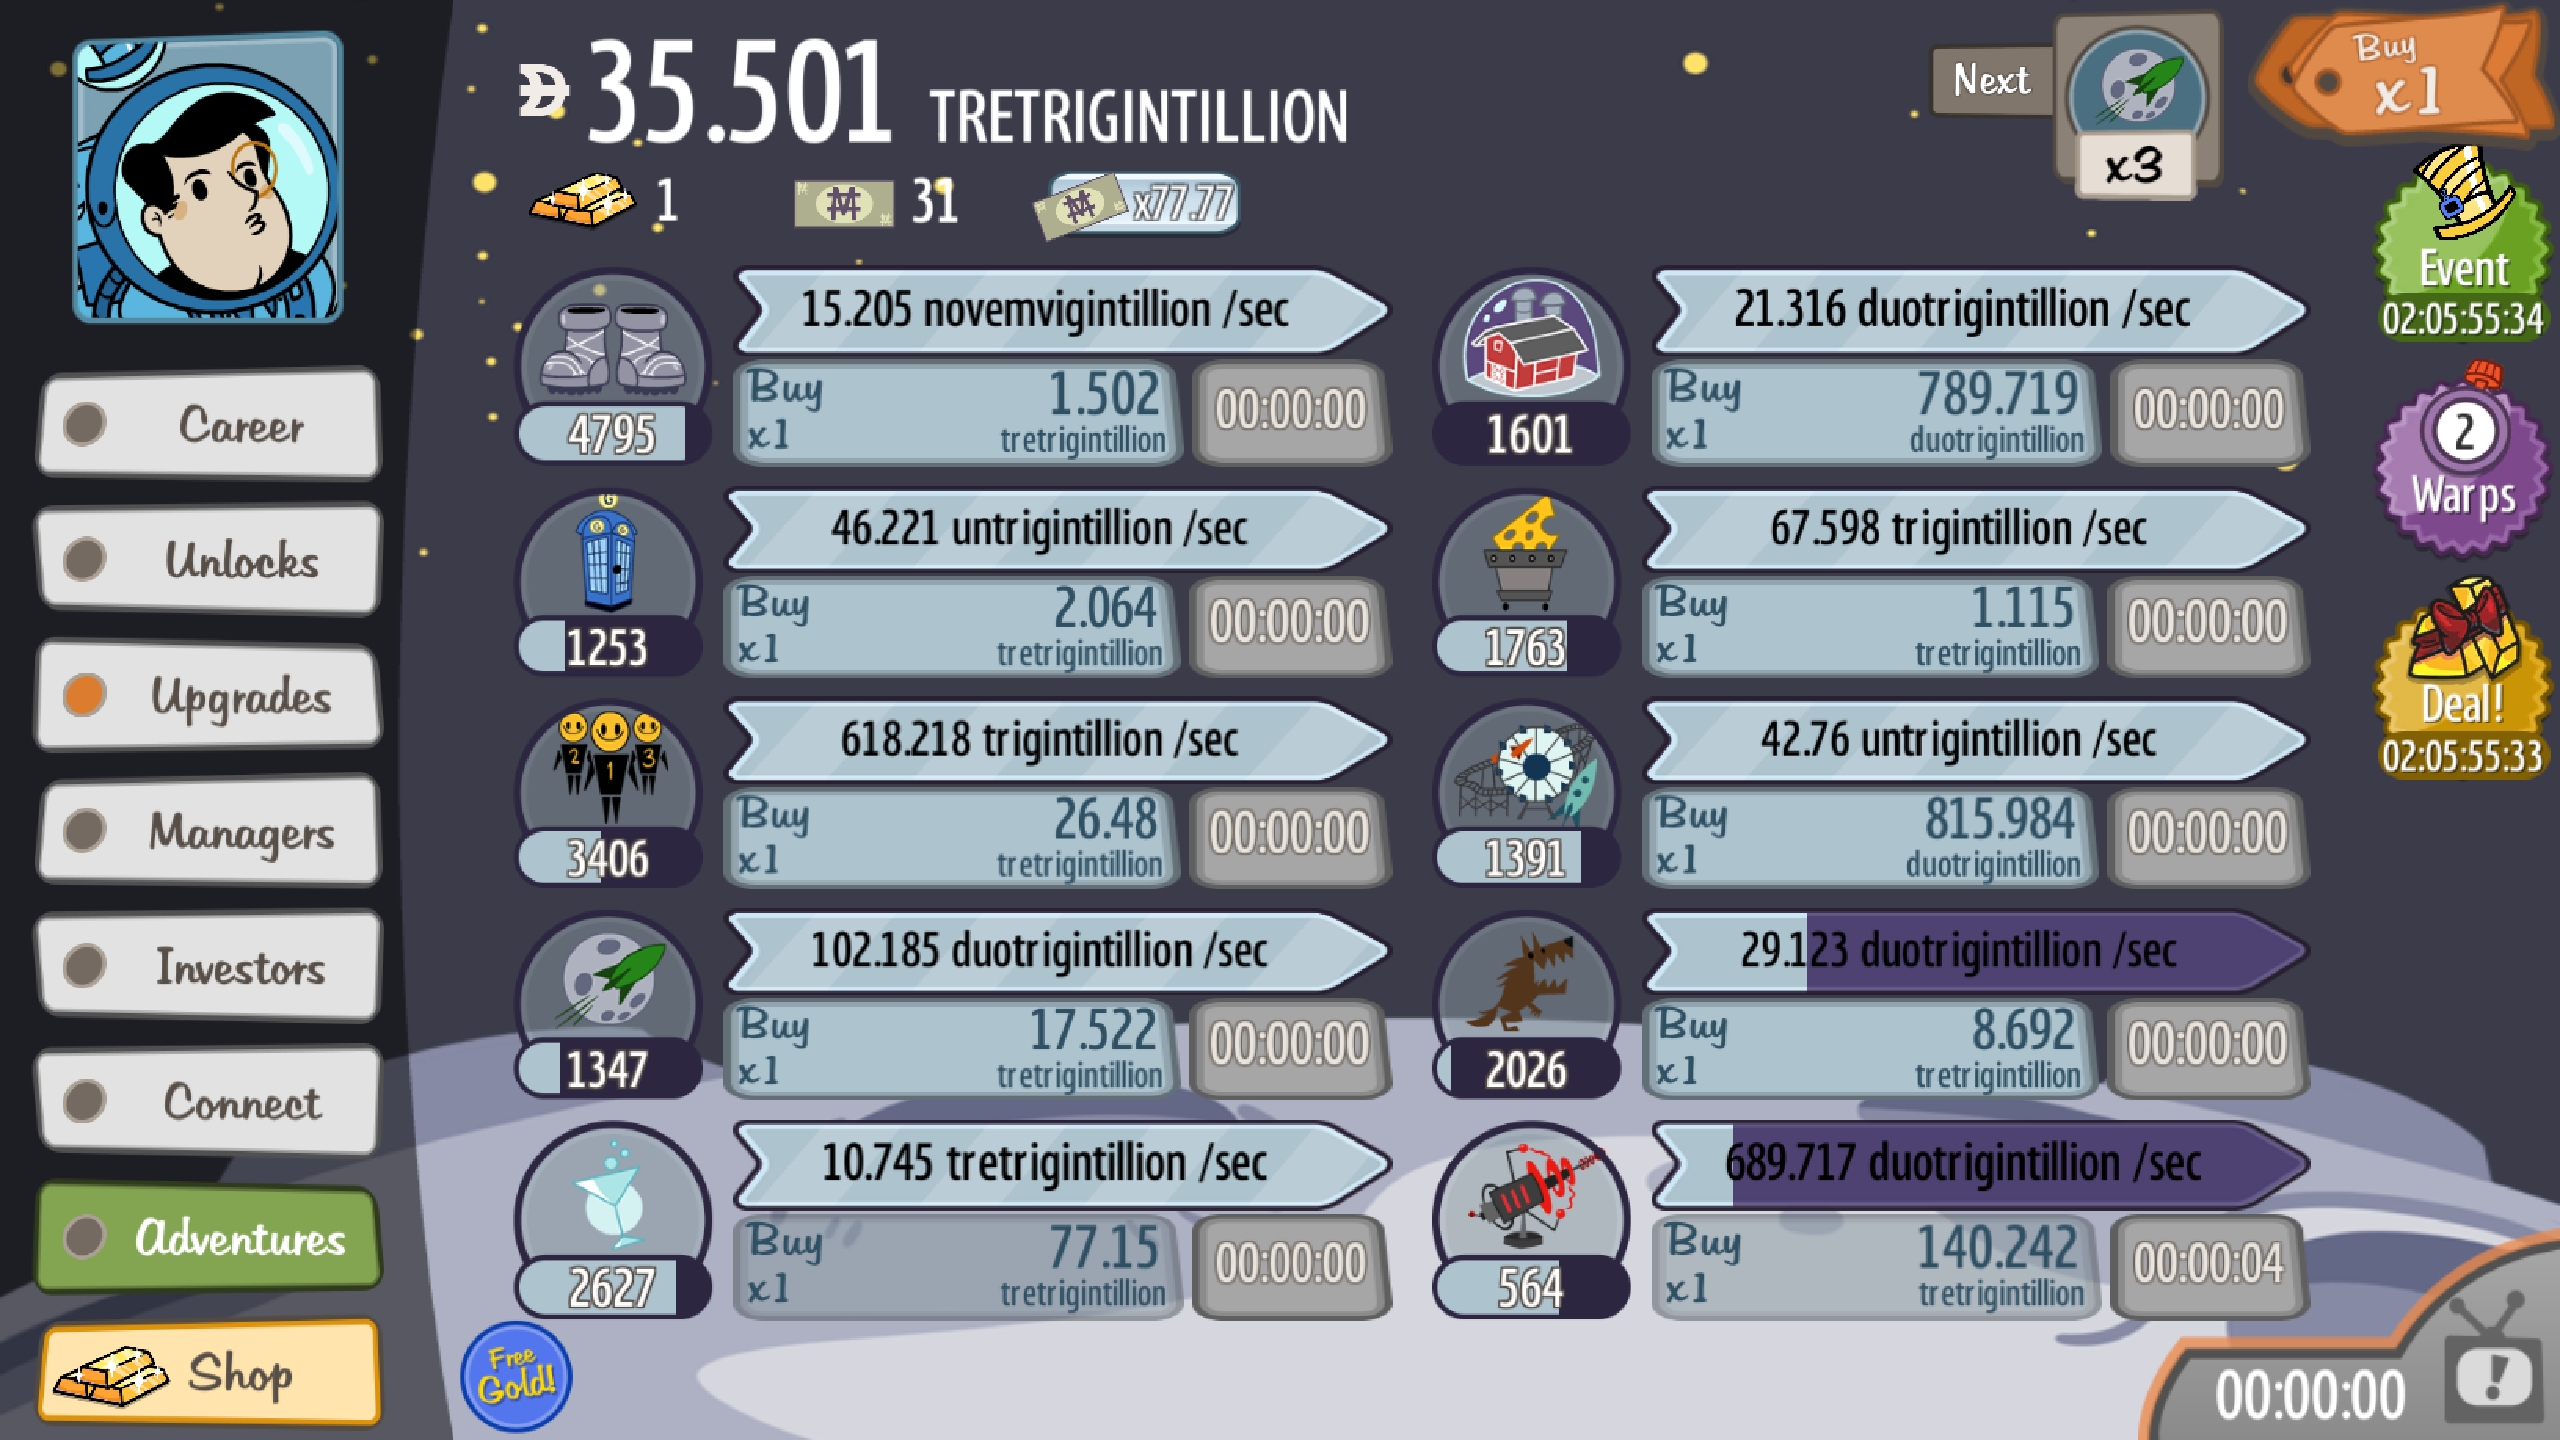 35.501 TRETRIGINTILLION
1
31
x77.77
Next
x3
Buy
x1
Event
02:05:55:34
2
Warps
Deal!
02:05:55:33
Career
Unlocks
Upgrades
Managers
Investors
Connect
Adventures
Shop
15.205 novemvigintillion /sec
4795
Buy
x1
1.502
tretrigintillion
00:00:00
21.316 duotrigintillion /sec
1601
Buy
x1
789.719
duotrigintillion
00:00:00
G
46.221 untrigintillion /sec
1253
Buy
x1
2.064
tretrigintillion
00:00:00
67.598 trigintillion /sec
1763
Buy
x1
1.115
tretrigintillion
00:00:00
2 1 3
618.218 trigintillion /sec
3406
Buy
x1
26.48
tretrigintillion
00:00:00
42.76 untrigintillion /sec
1391
Buy
x1
815.984
duotrigintillion
00:00:00
102.185 duotrigintillion /sec
1347
Buy
x1
17.522
tretrigintillion
00:00:00
29.123 duotrigintillion /sec
2026
Buy
x1
8.692
tretrigintillion
00:00:00
10.745 tretrigintillion /sec
2627
Buy
x1
77.15
tretrigintillion
00:00:00
689.717 duotrigintillion /sec
564
Buy
x1
140.242
tretrigintillion
00:00:04
Free
Gold!
00:00:00
!